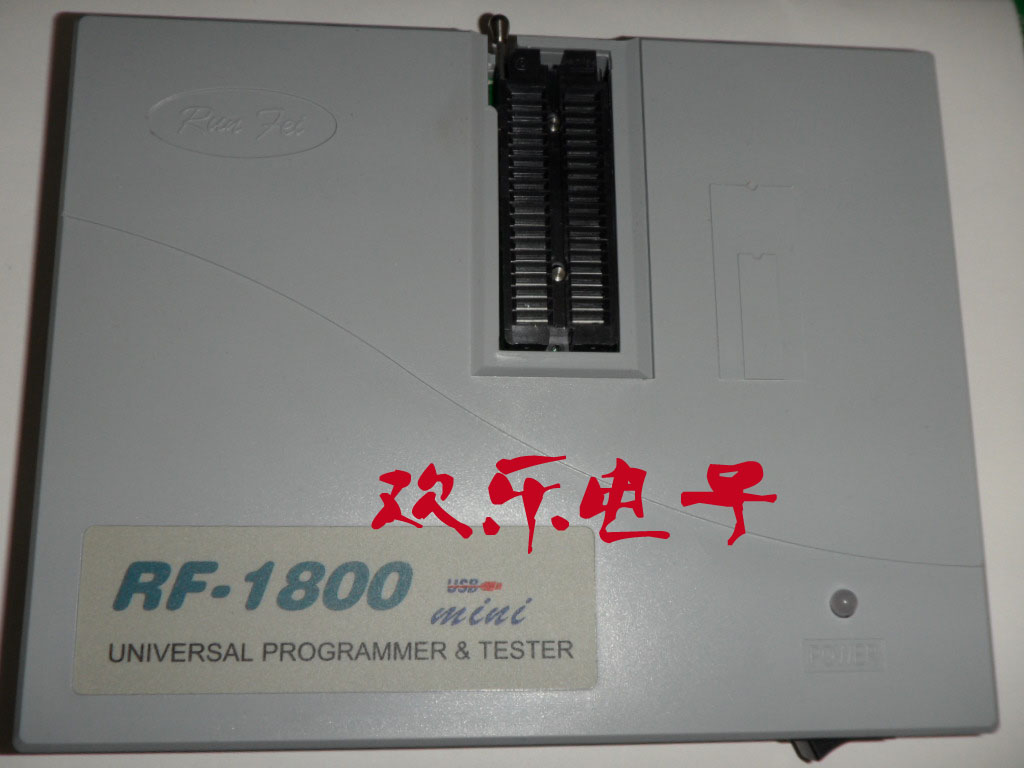 Run Fei
欢乐电子
RF-1800 USB mini
UNIVERSAL PROGRAMMER & TESTER
POWER